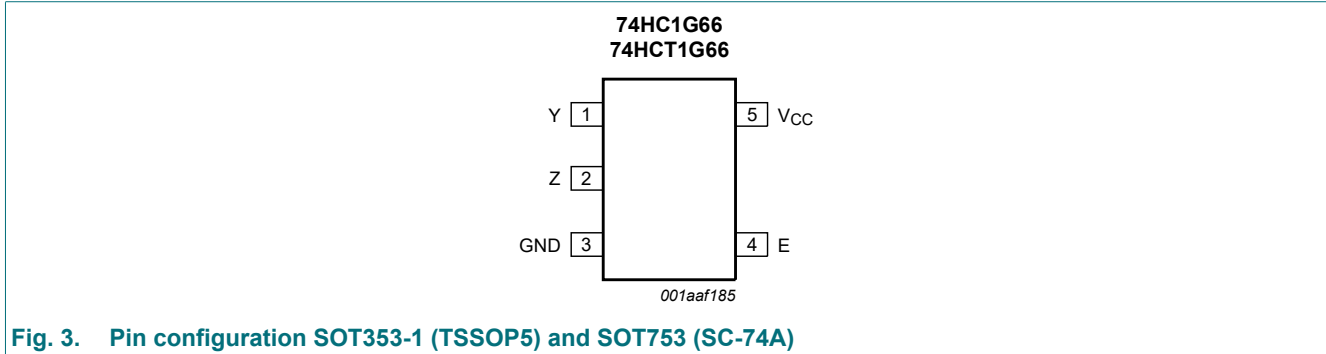 74HC1G66
74HCT1G66
Y 1 5 VCC
Z 2
GND 3 4 E
001aaf185
Fig. 3. Pin configuration SOT353-1 (TSSOP5) and SOT753 (SC-74A)